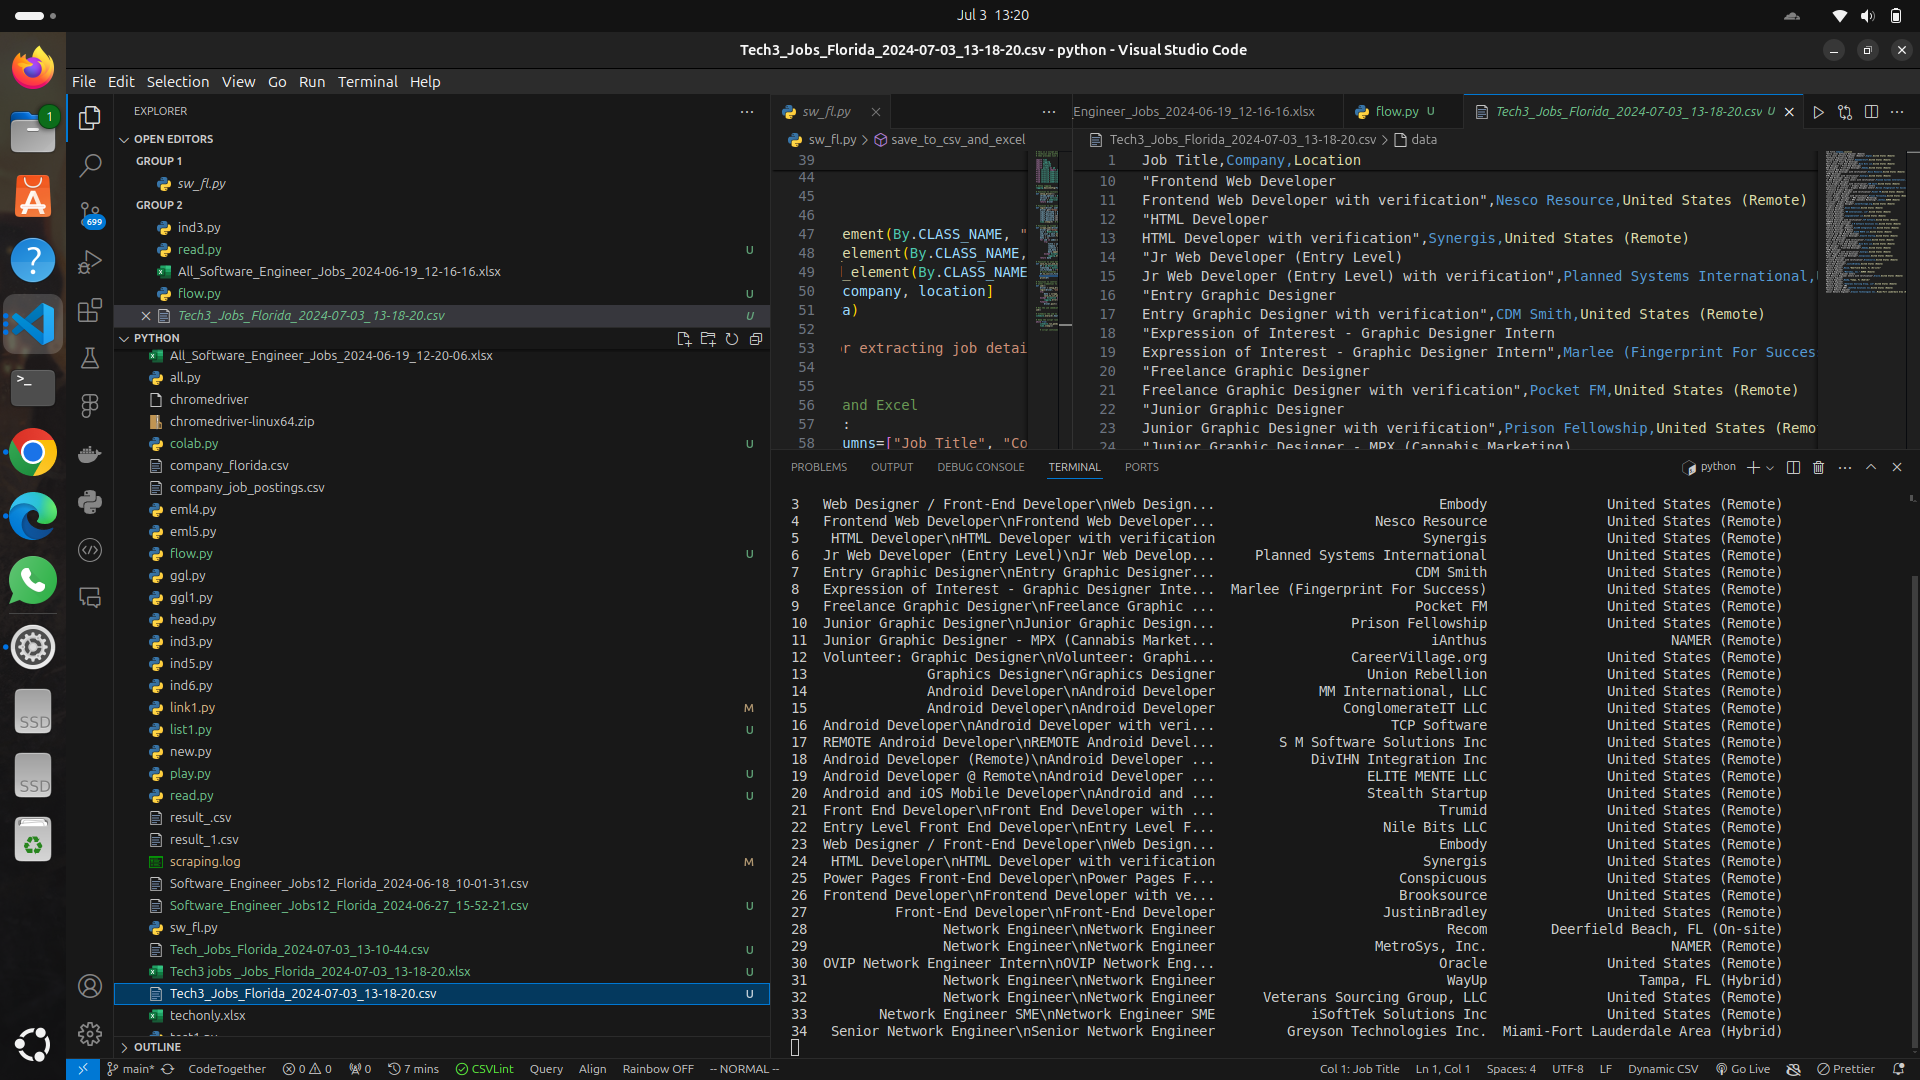 Jul 3 13:20
Tech3_Jobs_Florida_2024-07-03_13-18-20.csv - python - Visual Studio Code
File Edit Selection View Go Run Terminal Help
1
699
SSD
SSD
EXPLORER
OPEN EDITORS
GROUP 1
sw_fl.py
GROUP 2
ind3.py
read.py U
All_Software_Engineer_Jobs_2024-06-19_12-16-16.xlsx
flow.py U
Tech3_Jobs_Florida_2024-07-03_13-18-20.csv U
PYTHON
All_Software_Engineer_Jobs_2024-06-19_12-20-06.xlsx
all.py
chromedriver
chromedriver-linux64.zip
colab.py U
company_florida.csv
company_job_postings.csv
eml4.py
eml5.py
flow.py U
ggl.py
ggl1.py
head.py
ind3.py
ind5.py
ind6.py
link1.py M
list1.py U
new.py
play.py U
read.py U
result_.csv
result_1.csv
scraping.log M
Software_Engineer_Jobs12_Florida_2024-06-18_10-01-31.csv
Software_Engineer_Jobs12_Florida_2024-06-27_15-52-21.csv U
sw_fl.py
Tech_Jobs_Florida_2024-07-03_13-10-44.csv U
Tech3 jobs _Jobs_Florida_2024-07-03_13-18-20.xlsx U
Tech3_Jobs_Florida_2024-07-03_13-18-20.csv U
techonly.xlsx
OUTLINE
sw_fl.py
sw_fl.py > save_to_csv_and_excel
39
44
45
46
47 ement(By.CLASS_NAME, "
48 element(By.CLASS_NAME,
49 _element(By.CLASS_NAME
50 company, location]
51 a)
52
53 r extracting job detai
54
55
56 and Excel
57 :
58 umns=["Job Title", "Co
_Engineer_Jobs_2024-06-19_12-16-16.xlsx flow.py U Tech3_Jobs_Florida_2024-07-03_13-18-20.csv U
Tech3_Jobs_Florida_2024-07-03_13-18-20.csv > data
1 Job Title,Company,Location
10 "Frontend Web Developer
11 Frontend Web Developer with verification",Nesco Resource,United States (Remote)
12 "HTML Developer
13 HTML Developer with verification",Synergis,United States (Remote)
14 "Jr Web Developer (Entry Level)
15 Jr Web Developer (Entry Level) with verification",Planned Systems International,
16 "Entry Graphic Designer
17 Entry Graphic Designer with verification",CDM Smith,United States (Remote)
18 "Expression of Interest - Graphic Designer Intern
19 Expression of Interest - Graphic Designer Intern",Marlee (Fingerprint For Succes
20 "Freelance Graphic Designer
21 Freelance Graphic Designer with verification",Pocket FM,United States (Remote)
22 "Junior Graphic Designer
23 Junior Graphic Designer with verification",Prison Fellowship,United States (Remo
24 "Junior Graphic Designer - MPX (Cannabis Marketing)
PROBLEMS OUTPUT DEBUG CONSOLE TERMINAL PORTS python
3 Web Designer / Front-End Developer\nWeb Design... Embody United States (Remote)
4 Frontend Web Developer\nFrontend Web Developer... Nesco Resource United States (Remote)
5 HTML Developer\nHTML Developer with verification Synergis United States (Remote)
6 Jr Web Developer (Entry Level)\nJr Web Develop... Planned Systems International United States (Remote)
7 Entry Graphic Designer\nEntry Graphic Designer... CDM Smith United States (Remote)
8 Expression of Interest - Graphic Designer Inte... Marlee (Fingerprint For Success) United States (Remote)
9 Freelance Graphic Designer\nFreelance Graphic ... Pocket FM United States (Remote)
10 Junior Graphic Designer\nJunior Graphic Design... Prison Fellowship United States (Remote)
11 Junior Graphic Designer - MPX (Cannabis Market... iAnthus NAMER (Remote)
12 Volunteer: Graphic Designer\nVolunteer: Graphi... CareerVillage.org United States (Remote)
13 Graphics Designer\nGraphics Designer Union Rebellion United States (Remote)
14 Android Developer\nAndroid Developer MM International, LLC United States (Remote)
15 Android Developer\nAndroid Developer ConglomerateIT LLC United States (Remote)
16 Android Developer\nAndroid Developer with veri... TCP Software United States (Remote)
17 REMOTE Android Developer\nREMOTE Android Devel... S M Software Solutions Inc United States (Remote)
18 Android Developer (Remote)\nAndroid Developer ... DivIHN Integration Inc United States (Remote)
19 Android Developer @ Remote\nAndroid Developer ... ELITE MENTE LLC United States (Remote)
20 Android and iOS Mobile Developer\nAndroid and ... Stealth Startup United States (Remote)
21 Front End Developer\nFront End Developer with ... Trumid United States (Remote)
22 Entry Level Front End Developer\nEntry Level F... Nile Bits LLC United States (Remote)
23 Web Designer / Front-End Developer\nWeb Design... Embody United States (Remote)
24 HTML Developer\nHTML Developer with verification Synergis United States (Remote)
25 Power Pages Front-End Developer\nPower Pages F... Conspicuous United States (Remote)
26 Frontend Developer\nFrontend Developer with ve... Brooksource United States (Remote)
27 Front-End Developer\nFront-End Developer JustinBradley United States (Remote)
28 Network Engineer\nNetwork Engineer Recom Deerfield Beach, FL (On-site)
29 Network Engineer\nNetwork Engineer MetroSys, Inc. NAMER (Remote)
30 OVIP Network Engineer Intern\nOVIP Network Eng... Oracle United States (Remote)
31 Network Engineer\nNetwork Engineer WayUp Tampa, FL (Hybrid)
32 Network Engineer\nNetwork Engineer Veterans Sourcing Group, LLC United States (Remote)
33 Network Engineer SME\nNetwork Engineer SME iSoftTek Solutions Inc United States (Remote)
34 Senior Network Engineer\nSenior Network Engineer Greyson Technologies Inc. Miami-Fort Lauderdale Area (Hybrid)
main* CodeTogether 0 0 0 7 mins CSVLint Query Align Rainbow OFF -- NORMAL -- Col 1: Job Title Ln 1, Col 1 Spaces: 4 UTF-8 LF Dynamic CSV Go Live Prettier